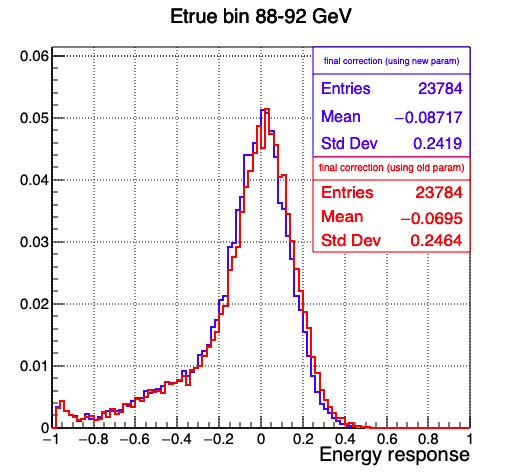 Etrue bin 88-92 GeV
0.06
0.05
0.04
0.03
0.02
0.01
0
final correction (using new param)
Entries 23784
Mean −0.08717
Std Dev 0.2419
final correction (using old param)
Entries 23784
Mean −0.0695
Std Dev 0.2464
−1 −0.8 −0.6 −0.4 −0.2 0 0.2 0.4 0.6 0.8 1
Energy response